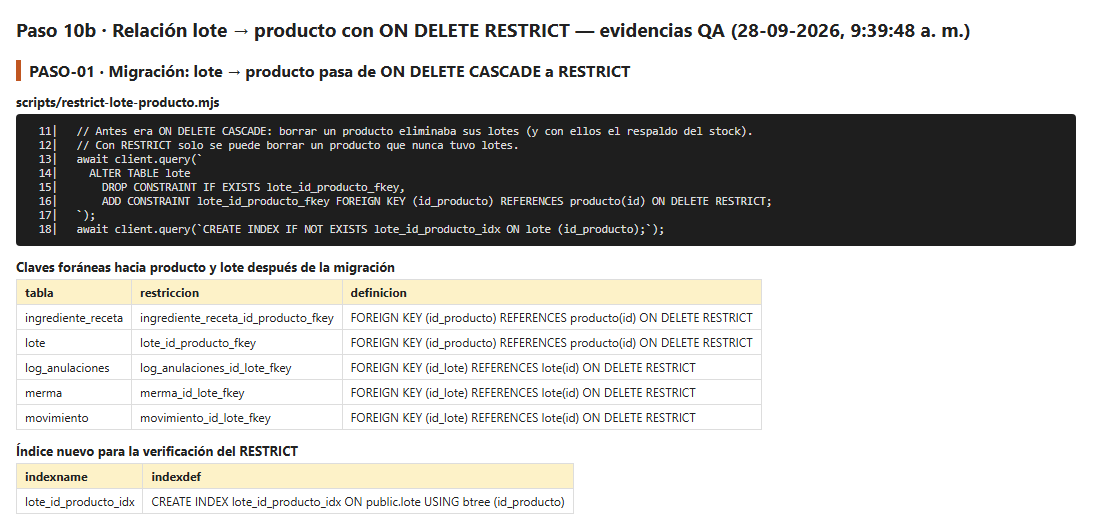 Paso 10b · Relación lote → producto con ON DELETE RESTRICT — evidencias QA (28-09-2026, 9:39:48 a. m.)
PASO-01 · Migración: lote → producto pasa de ON DELETE CASCADE a RESTRICT
scripts/restrict-lote-producto.mjs
11|   // Antes era ON DELETE CASCADE: borrar un producto eliminaba sus lotes (y con ellos el respaldo del stock).
12|   // Con RESTRICT solo se puede borrar un producto que nunca tuvo lotes.
13|   await client.query(`
14|     ALTER TABLE lote
15|       DROP CONSTRAINT IF EXISTS lote_id_producto_fkey,
16|       ADD CONSTRAINT lote_id_producto_fkey FOREIGN KEY (id_producto) REFERENCES producto(id) ON DELETE RESTRICT;
17|   `);
18|   await client.query(`CREATE INDEX IF NOT EXISTS lote_id_producto_idx ON lote (id_producto);`);
Claves foráneas hacia producto y lote después de la migración
tabla restriccion definicion
ingrediente_receta ingrediente_receta_id_producto_fkey FOREIGN KEY (id_producto) REFERENCES producto(id) ON DELETE RESTRICT
lote lote_id_producto_fkey FOREIGN KEY (id_producto) REFERENCES producto(id) ON DELETE RESTRICT
log_anulaciones log_anulaciones_id_lote_fkey FOREIGN KEY (id_lote) REFERENCES lote(id) ON DELETE RESTRICT
merma merma_id_lote_fkey FOREIGN KEY (id_lote) REFERENCES lote(id) ON DELETE RESTRICT
movimiento movimiento_id_lote_fkey FOREIGN KEY (id_lote) REFERENCES lote(id) ON DELETE RESTRICT
Índice nuevo para la verificación del RESTRICT
indexname indexdef
lote_id_producto_idx CREATE INDEX lote_id_producto_idx ON public.lote USING btree (id_producto)